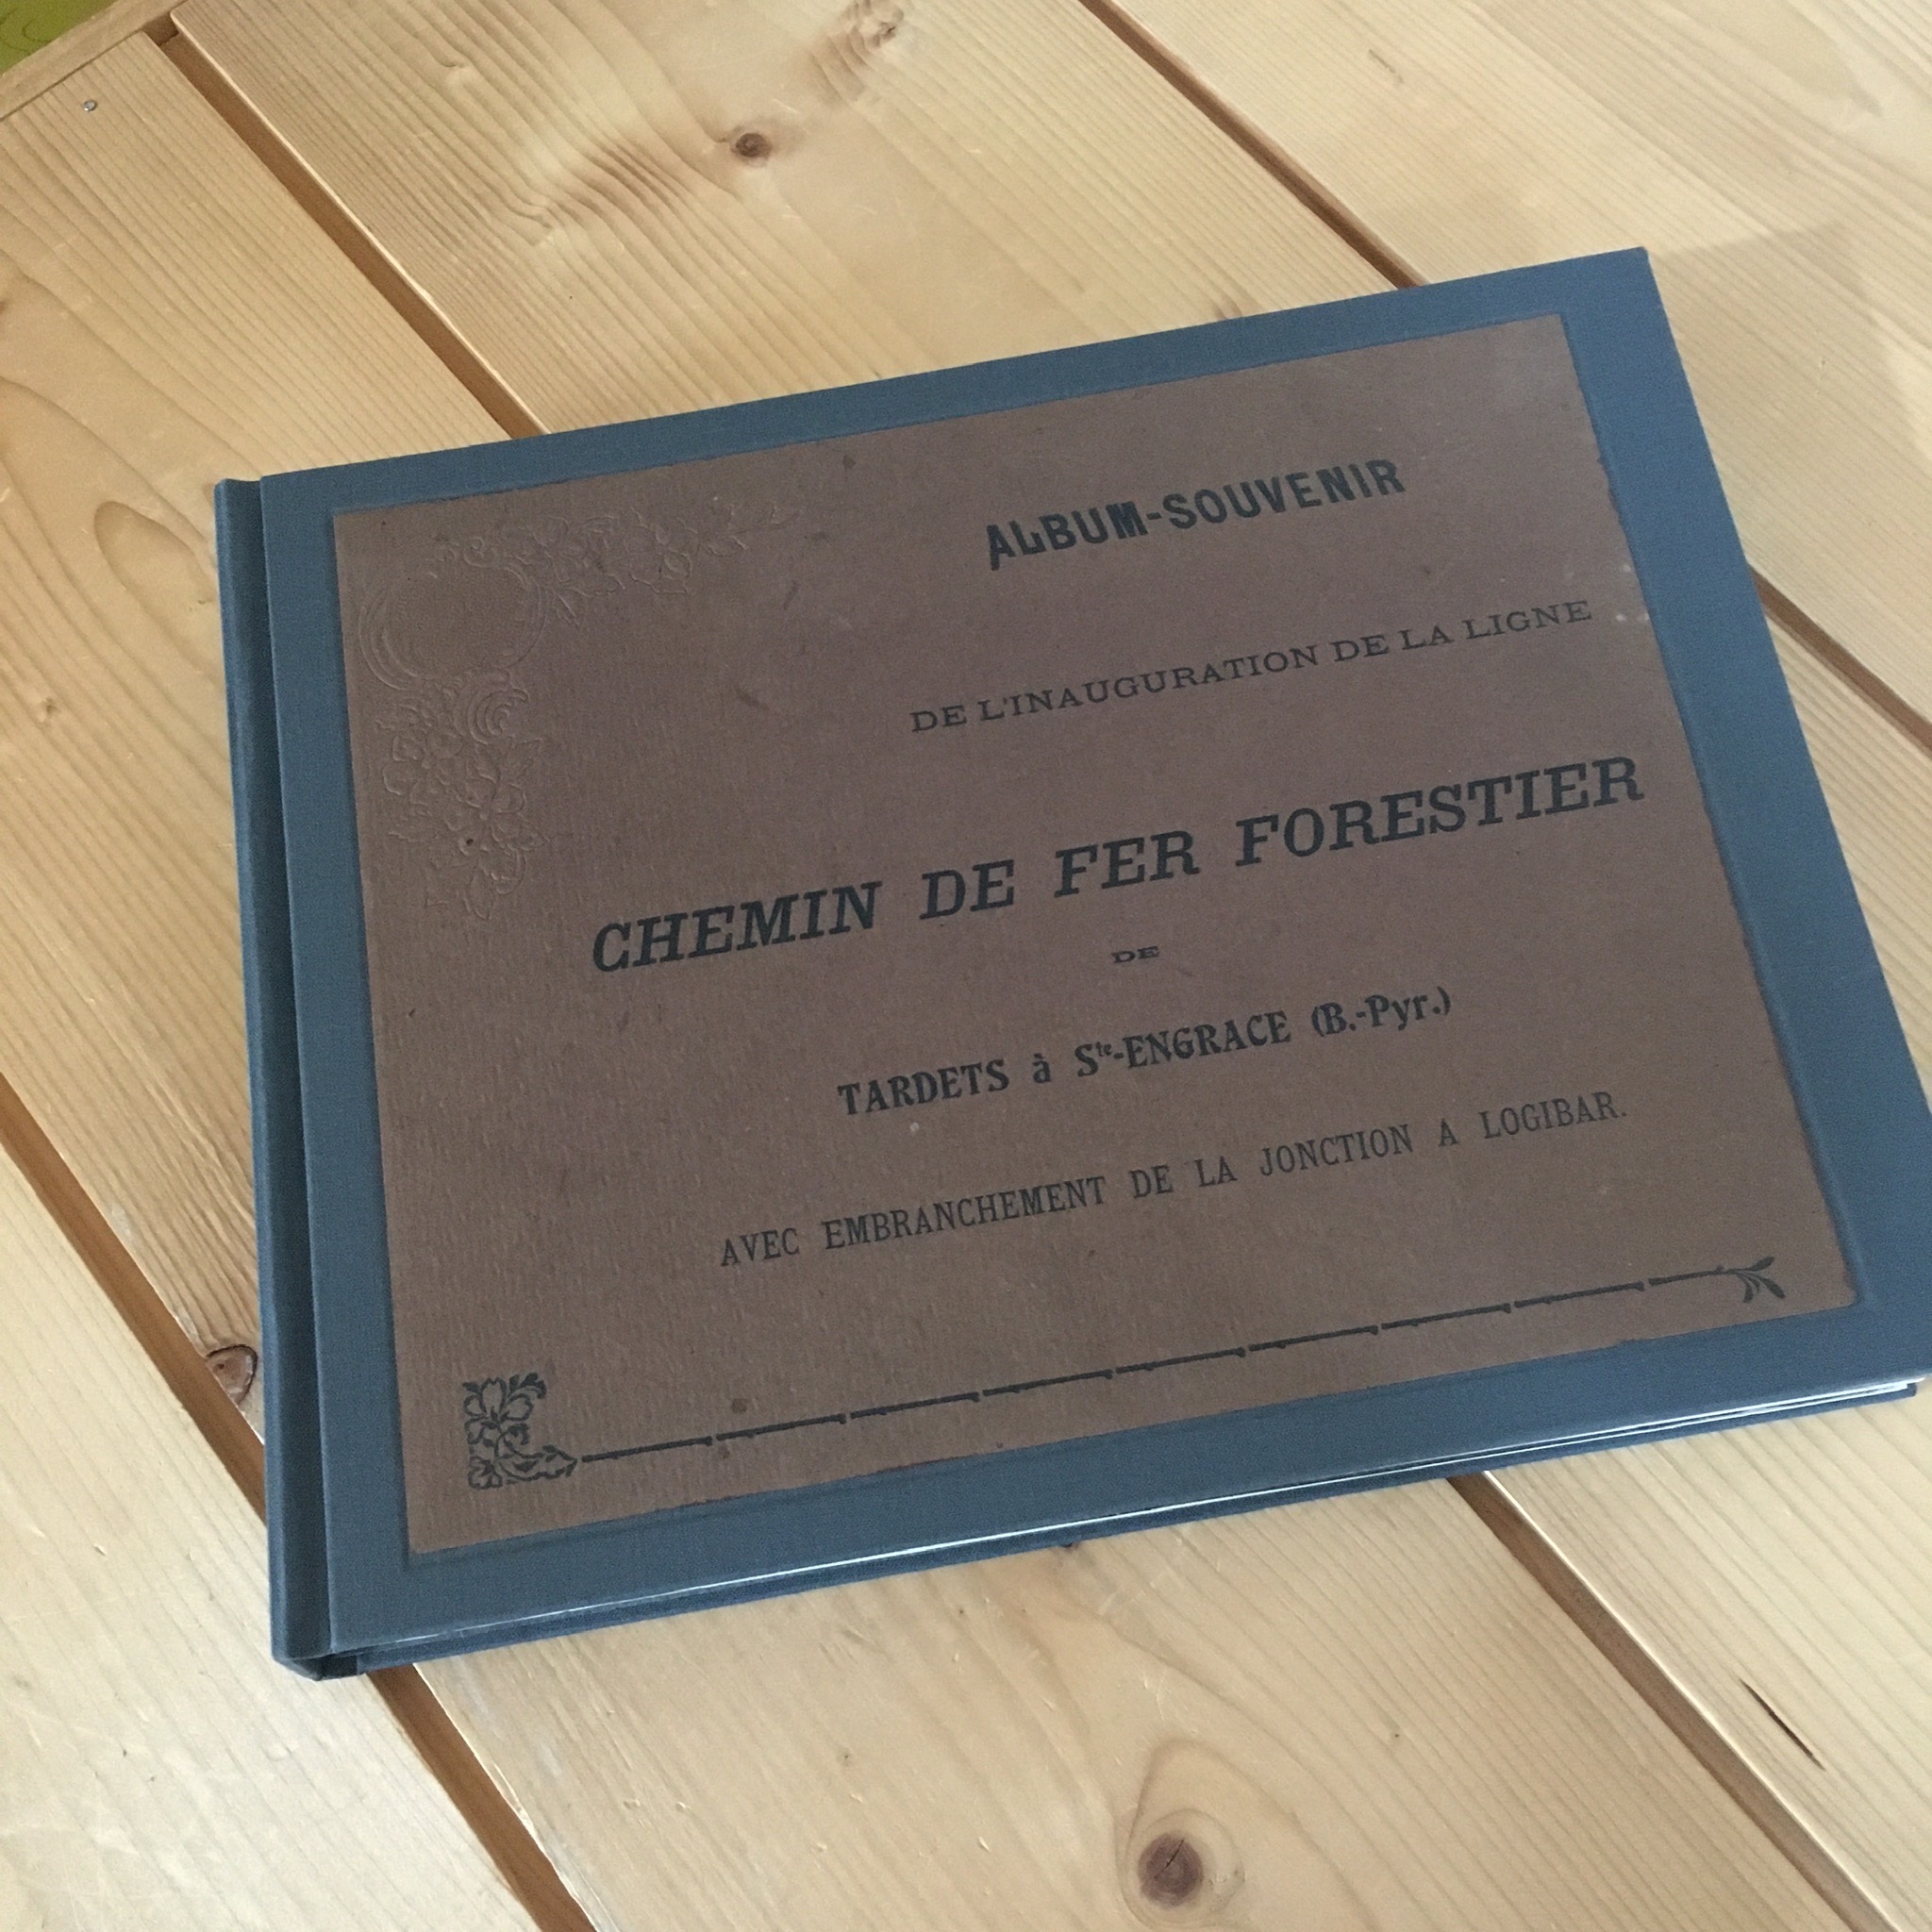 ALBUM-SOUVENIR
DE L'INAUGURATION DE LA LIGNE
CHEMIN DE FER FORESTIER
DE
TARDETS à Ste-ENGRACE (B.-Pyr.)
AVEC EMBRANCHEMENT DE LA JONCTION A LOGIBAR.